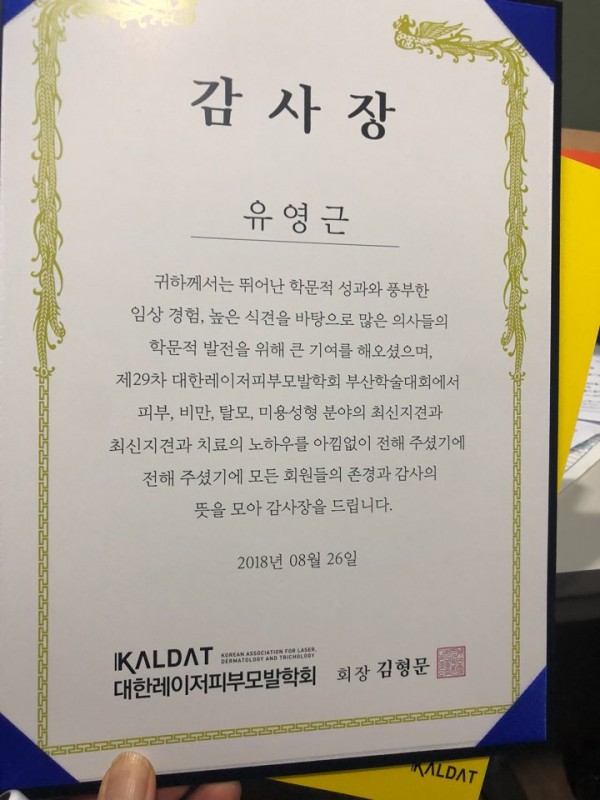 감사장
유영근
귀하께서는 뛰어난 학문적 성과와 풍부한
임상 경험, 높은 식견을 바탕으로 많은 의사들의
학문적 발전을 위해 큰 기여를 해오셨으며,
제29차 대한레이저피부모발학회 부산학술대회에서
피부, 비만, 탈모, 미용성형 분야의 최신지견과
최신지견과 치료의 노하우를 아낌없이 전해 주셨기에
전해 주셨기에 모든 회원들의 존경과 감사의
뜻을 모아 감사장을 드립니다.
2018년 08월 26일
KALDAT KOREAN ASSOCIATION FOR LASER,
DERMATOLOGY AND TRICHOLOGY
대한레이저피부모발학회 회장 김형문
KALDAT